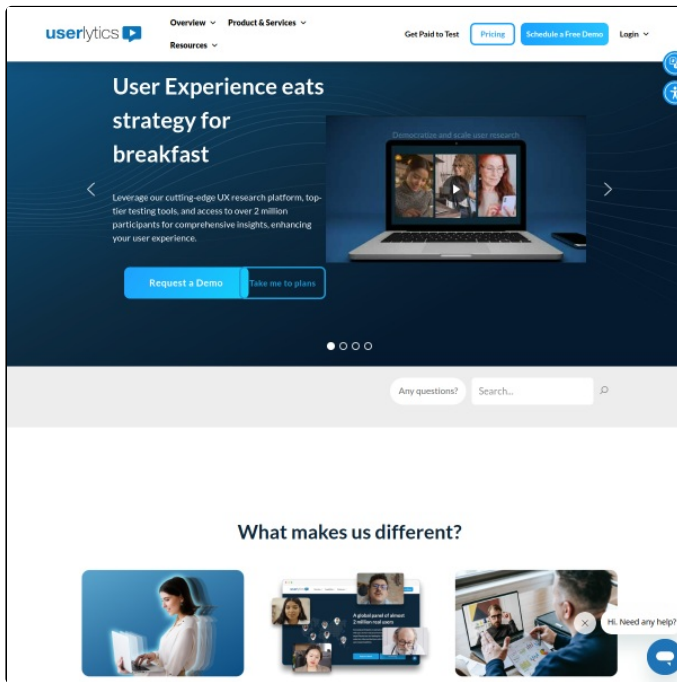 userlytics
Overview
Product & Services
Resources
Get Paid to Test
Pricing
Schedule a Free Demo
Login
User Experience eats
strategy for
breakfast
Leverage our cutting-edge UX research platform, top-
tier testing tools, and access to over 2 million
participants for comprehensive insights, enhancing
your user experience.
Request a Demo
Take me to plans
Democratize and scale user research
Any questions?
Search...
What makes us different?
A global panel of almost
2 million real users
Hi. Need any help?